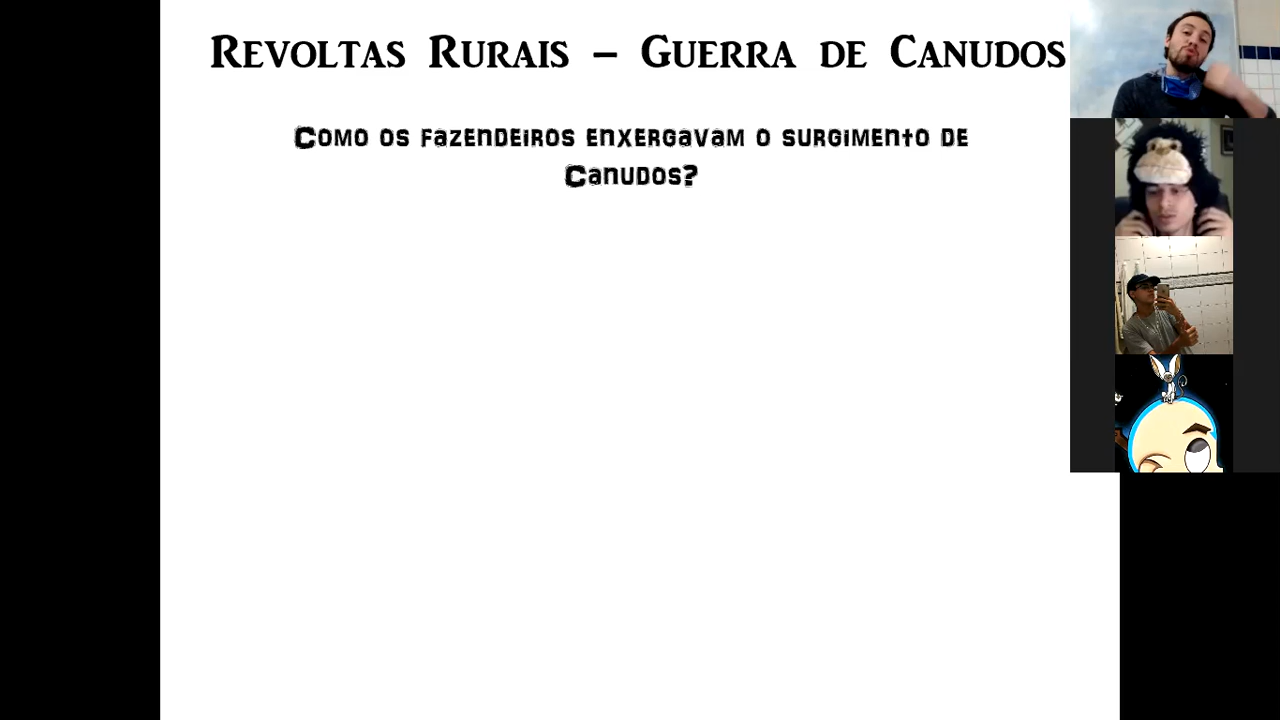 Revoltas Rurais – Guerra de Canudos
Como os fazendeiros enxergavam o surgimento de
Canudos?